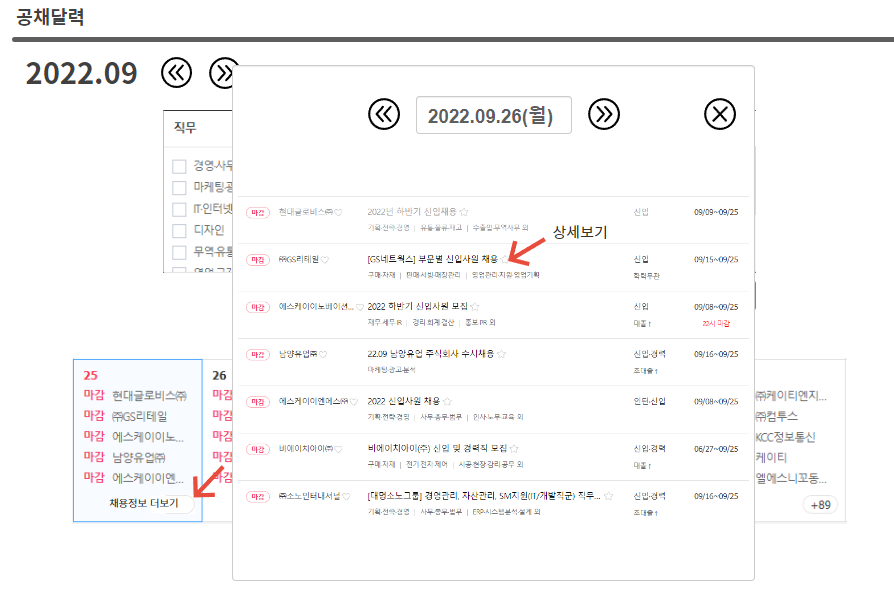 공채달력
2022.09
2022.09.26(월)
직무
경영·사무
마케팅·광
IT·인터넷
디자인
무역·유통
마감 현대글로비스㈜ 2022년 하반기 신입채용 신입 09/09~09/25
기획·전략·경영 | 유통·물류·재고 | 수출입·무역사무 외
상세보기
마감 ㈜GS리테일 [GS네트웍스] 부문별 신입사원 채용 신입 09/15~09/25
구매·자재 | 판매·서빙·매장관리 | 영업관리·지원·영업기획 학력무관
마감 에스케이이노베이션... 2022 하반기 신입사원 모집 신입 09/08~09/25
재무·세무·IR | 경리·회계·결산 | 홍보·PR 외 대졸↑ 22시 마감
마감 남양유업㈜ 22.09 남양유업 주식회사 수시채용 신입·경력 09/16~09/25
마케팅·광고·분석 초대졸↑
마감 에스케이이엔에스㈜ 2022 신입사원 채용 인턴·신입 09/08~09/25
기획·전략·경영 | 사무·총무·법무 | 인사·노무·교육 외
마감 비에이치아이㈜ 비에이치아이(주) 신입 및 경력직 모집 신입·경력 06/27~09/25
구매·자재 | 전기·전자·제어 | 시공·현장·감리·공무 외 대졸↑
마감 ㈜소노인터내셔널 [대명소노그룹] 경영관리, 자산관리, SM지원(IT/개발직군) 직무... 신입·경력 09/16~09/25
기획·전략·경영 | 사무·총무·법무 | ERP·시스템분석·설계 외 초대졸↑
25
마감 현대글로비스㈜
마감 ㈜GS리테일
마감 에스케이이노...
마감 남양유업㈜
마감 에스케이이엔...
채용정보 더보기
26
마감
마감
마감
마감
마감
㈜케이티엔지...
㈜컴투스
KCC정보통신
케이티
엘에스니꼬동...
+89